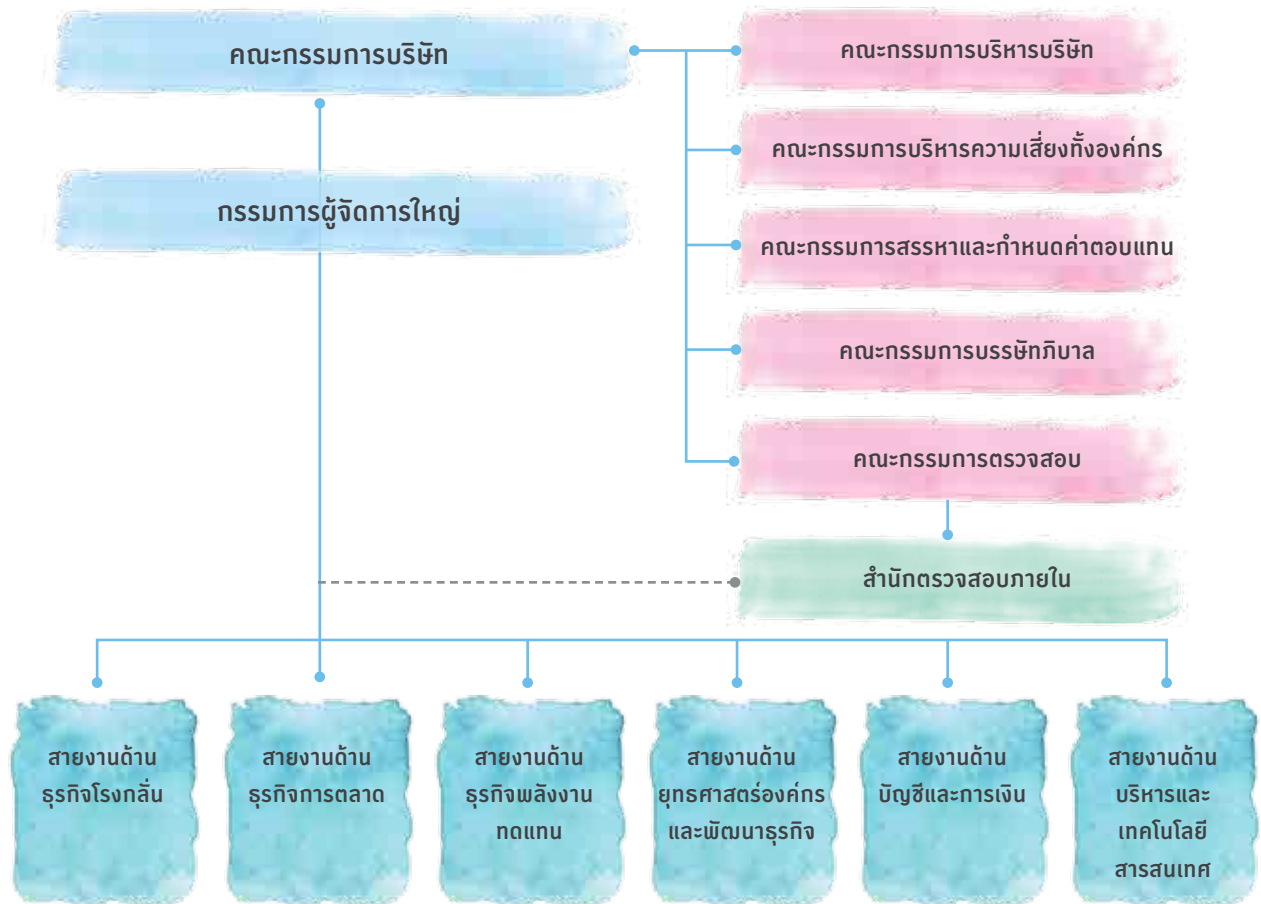 คณะกรรมการบริษัท
กรรมการผู้จัดการใหญ่
คณะกรรมการบริหารบริษัท
คณะกรรมการบริหารความเสี่ยงทั้งองค์กร
คณะกรรมการสรรหาและกำหนดค่าตอบแทน
คณะกรรมการบรรษัทภิบาล
คณะกรรมการตรวจสอบ
สำนักตรวจสอบภายใน
สายงานด้าน
ธุรกิจโรงกลั่น
สายงานด้าน
ธุรกิจการตลาด
สายงานด้าน
ธุรกิจพลังงาน
ทดแทน
สายงานด้าน
ยุทธศาสตร์องค์กร
และพัฒนาธุรกิจ
สายงานด้าน
บัญชีและการเงิน
สายงานด้าน
บริหารและ
เทคโนโลยี
สารสนเทศ